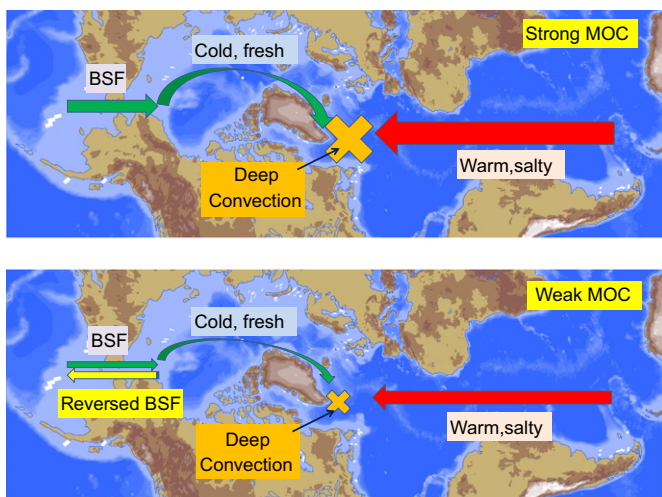 Strong MOC
Cold, fresh
BSF
Warm,salty
Deep
Convection
Weak MOC
Cold, fresh
BSF
Reversed BSF
Warm,salty
Deep
Convection